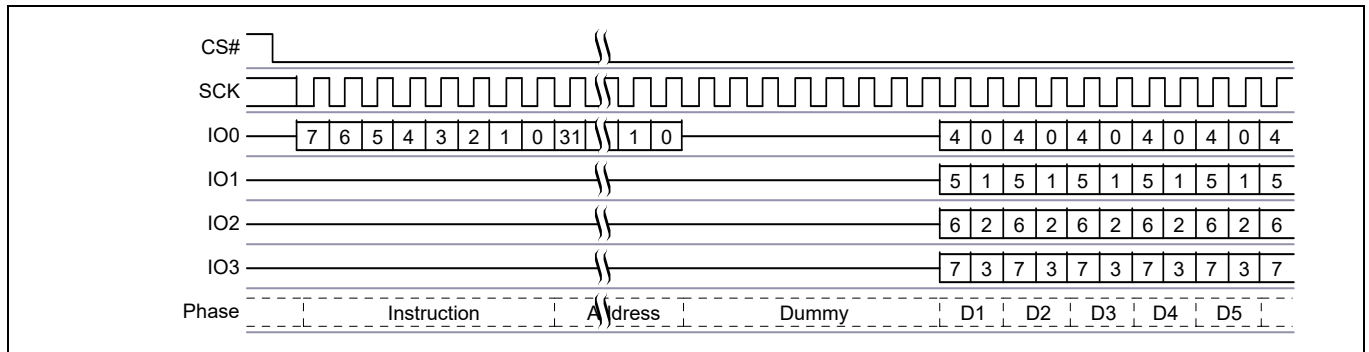 CS#
SCK
IO0 7 6 5 4 3 2 1 0 31 1 0 4 0 4 0 4 0 4 0 4 0 4
IO1 5 1 5 1 5 1 5 1 5 1 5
IO2 6 2 6 2 6 2 6 2 6 2 6
IO3 7 3 7 3 7 3 7 3 7 3 7
Phase Instruction Address Dummy D1 D2 D3 D4 D5